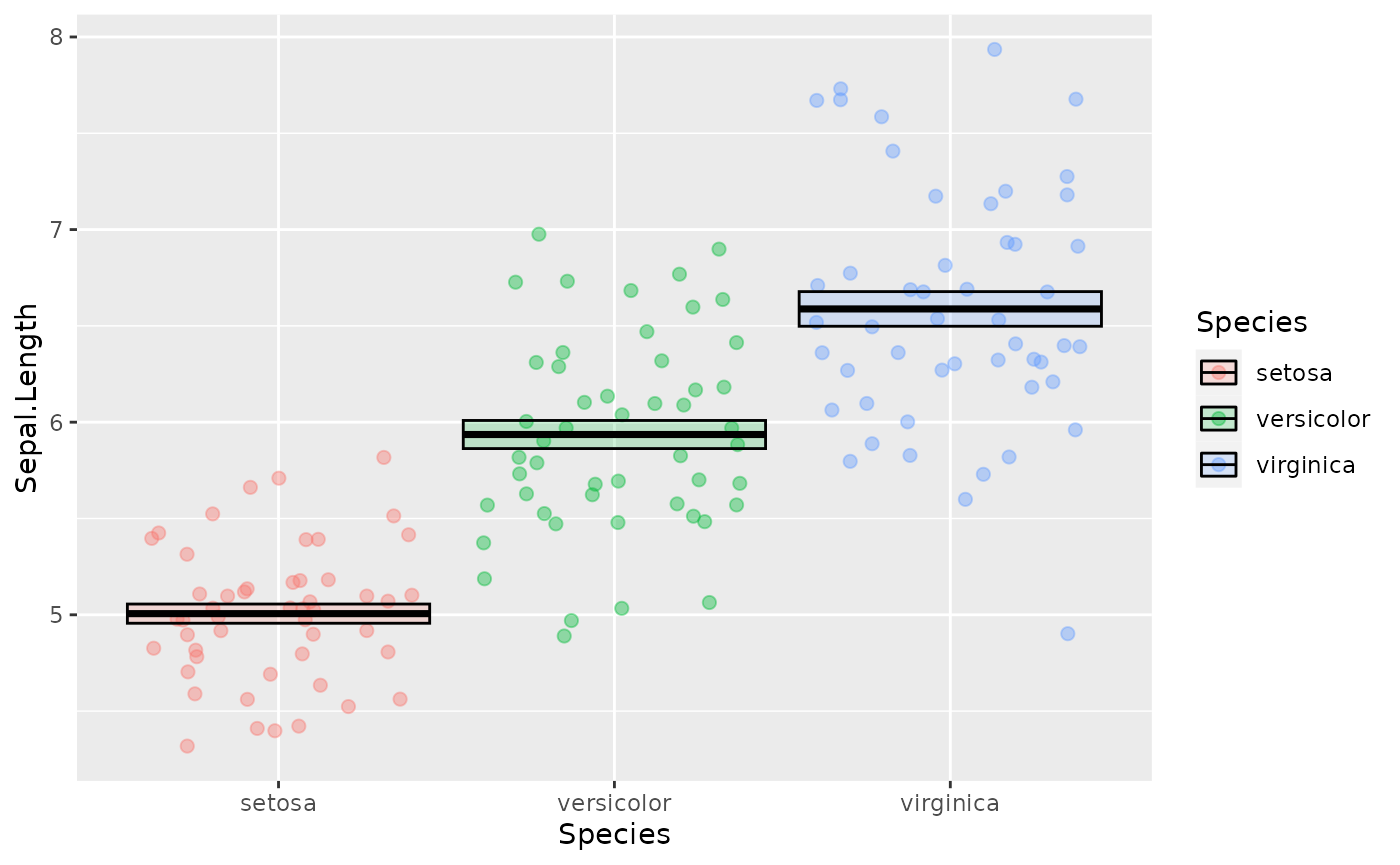 8
7
6
5
Sepal.Length
setosa versicolor virginica
Species
Species
setosa
versicolor
virginica